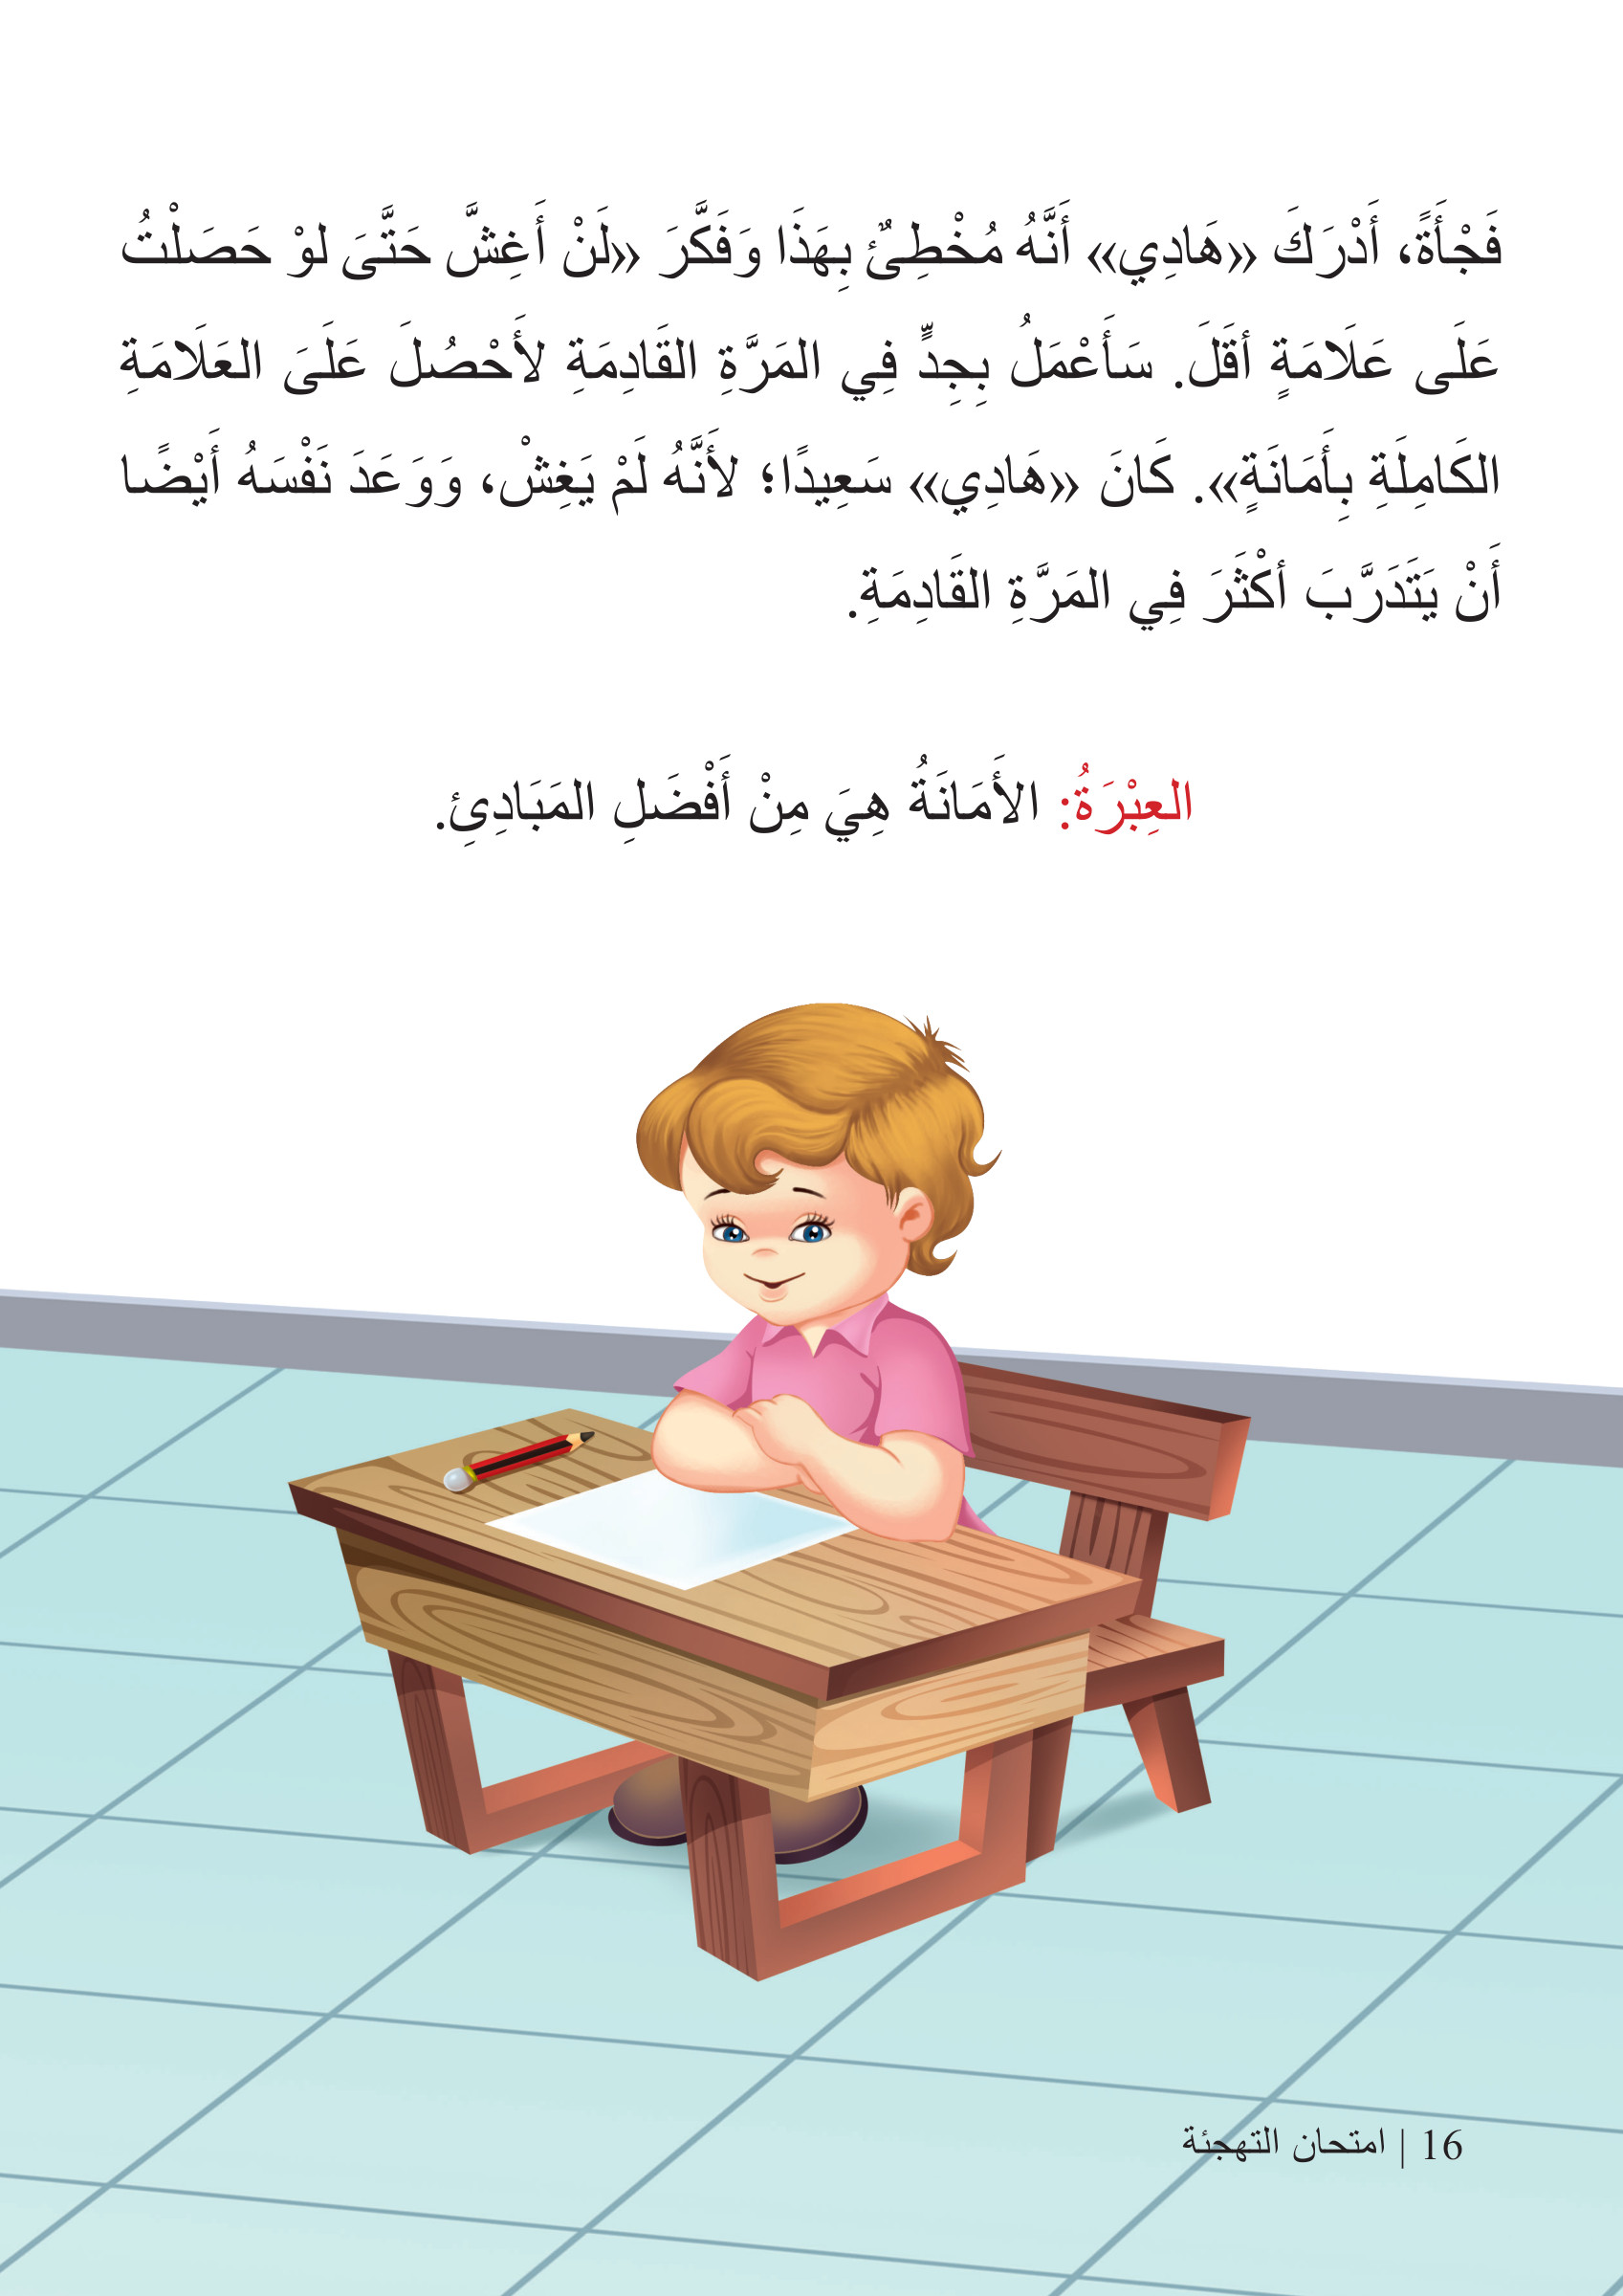 فَجْأَةً، أَدْرَكَ «هَادِي» أَنَّهُ مُخْطِئٌ بِهَذَا وَفَكَّرَ «لَنْ أَغِشَّ حَتَّىَ لوْ حَصَلْتُ
عَلَى عَلَامَةٍ أقَلَ. سَأَعْمَلُ بِجِدٍّ فِي المَرَّةِ القَادِمَةِ لأَحْصُلَ عَلَىَ العَلَامَةِ
الكَامِلَةِ بِأَمَانَةٍ». كَانَ «هَادِي» سَعِيدًا؛ لأَنَّهُ لَمْ يَغِشْ، وَوَعَدَ نَفْسَهُ أَيْضًا
أَنْ يَتَدَرَّبَ أكْثَرَ فِي المَرَّةِ القَادِمَةِ.
العِبْرَةُ: الأَمَانَةُ هِيَ مِنْ أَفْضَلِ المَبَادِئِ.
16 | امتحان التهجئة